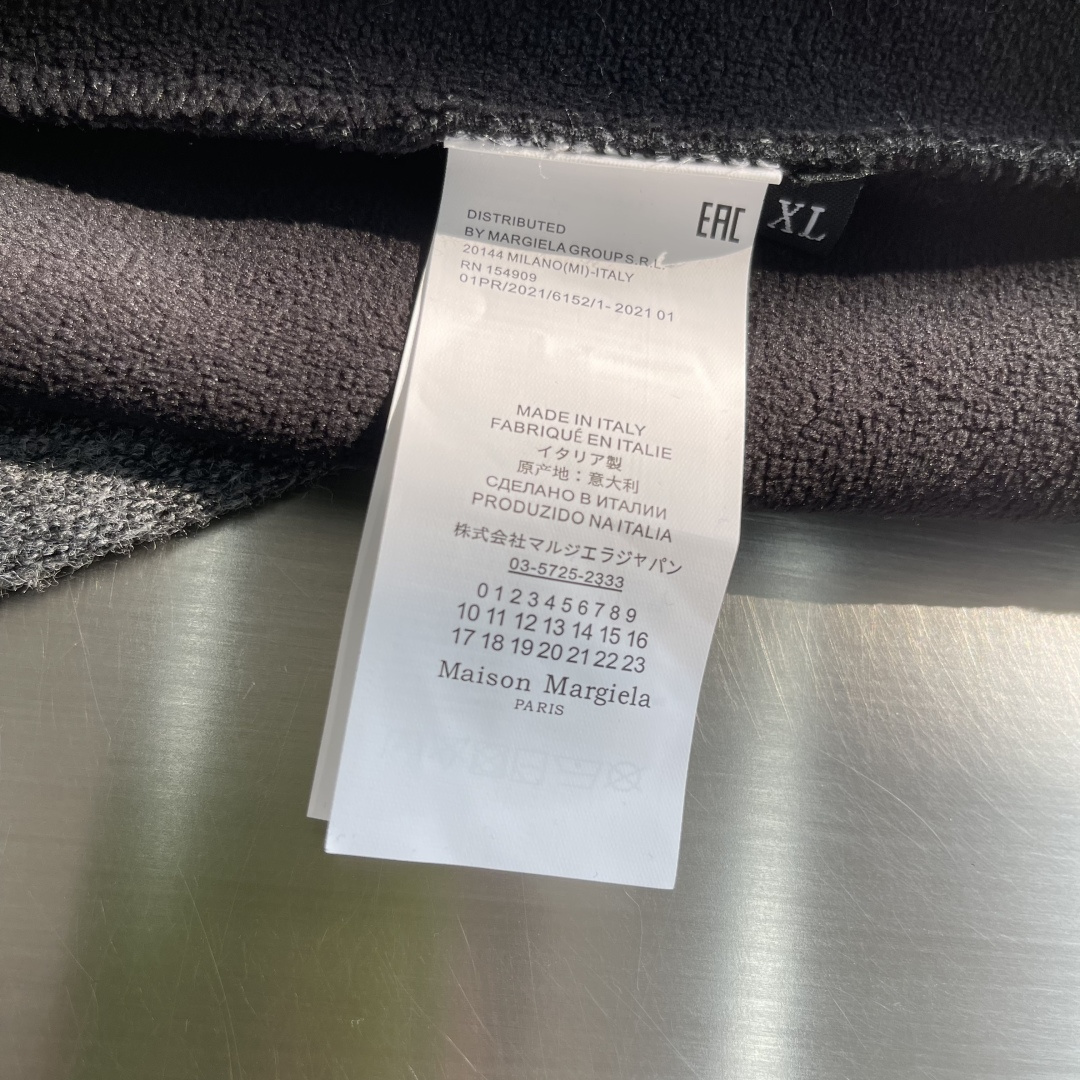 DISTRIBUTED
BY MARGIELA GROUP S.R.L.
20144 MILANO(MI)-ITALY
RN 154909
01PR/2021/6152/1- 2021 01
EAC
XL
MADE IN ITALY
FABRIQUÉ EN ITALIE
イタリア製
原产地：意大利
СДЕЛАНО В ИТАЛИИ
PRODUZIDO NA ITALIA
株式会社マルジエラジャパン
03-5725-2333
0 1 2 3 4 5 6 7 8 9
10 11 12 13 14 15 16
17 18 19 20 21 22 23
Maison Margiela
PARIS